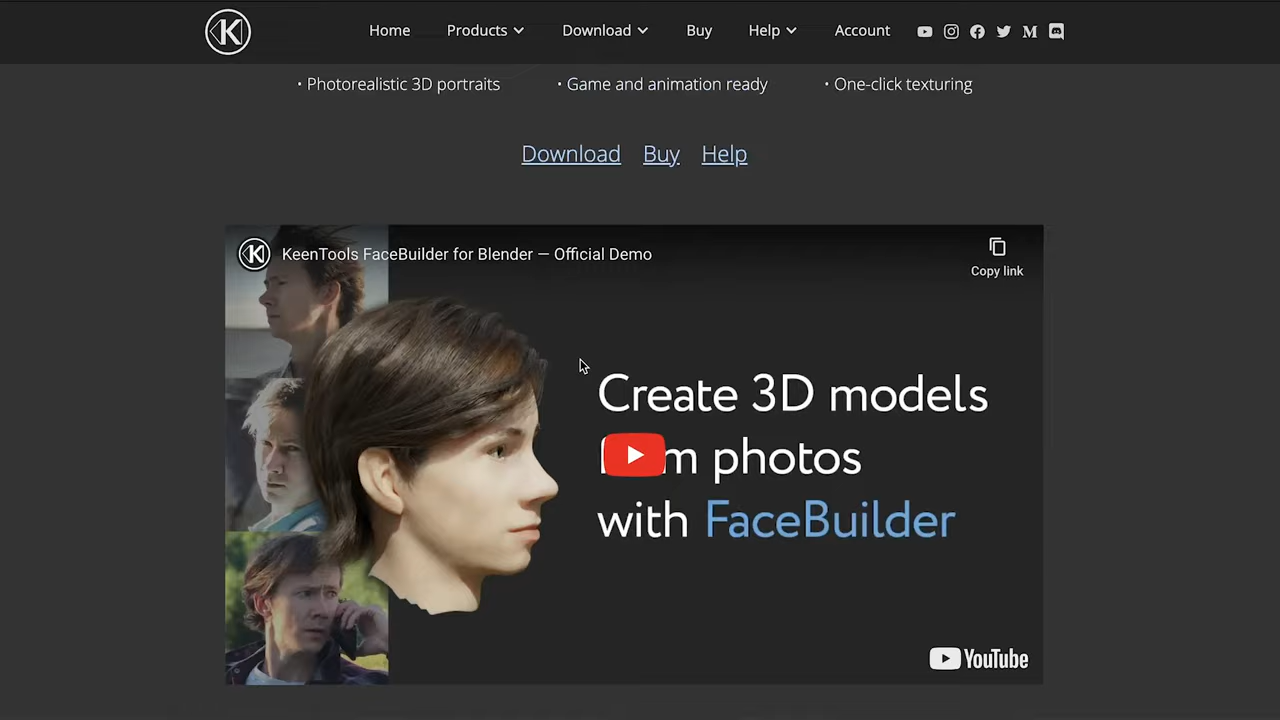 Home Products Download Buy Help Account
• Photorealistic 3D portraits • Game and animation ready • One-click texturing
Download Buy Help
KeenTools FaceBuilder for Blender — Official Demo
Copy link
Create 3D models
photos
with FaceBuilder
YouTube